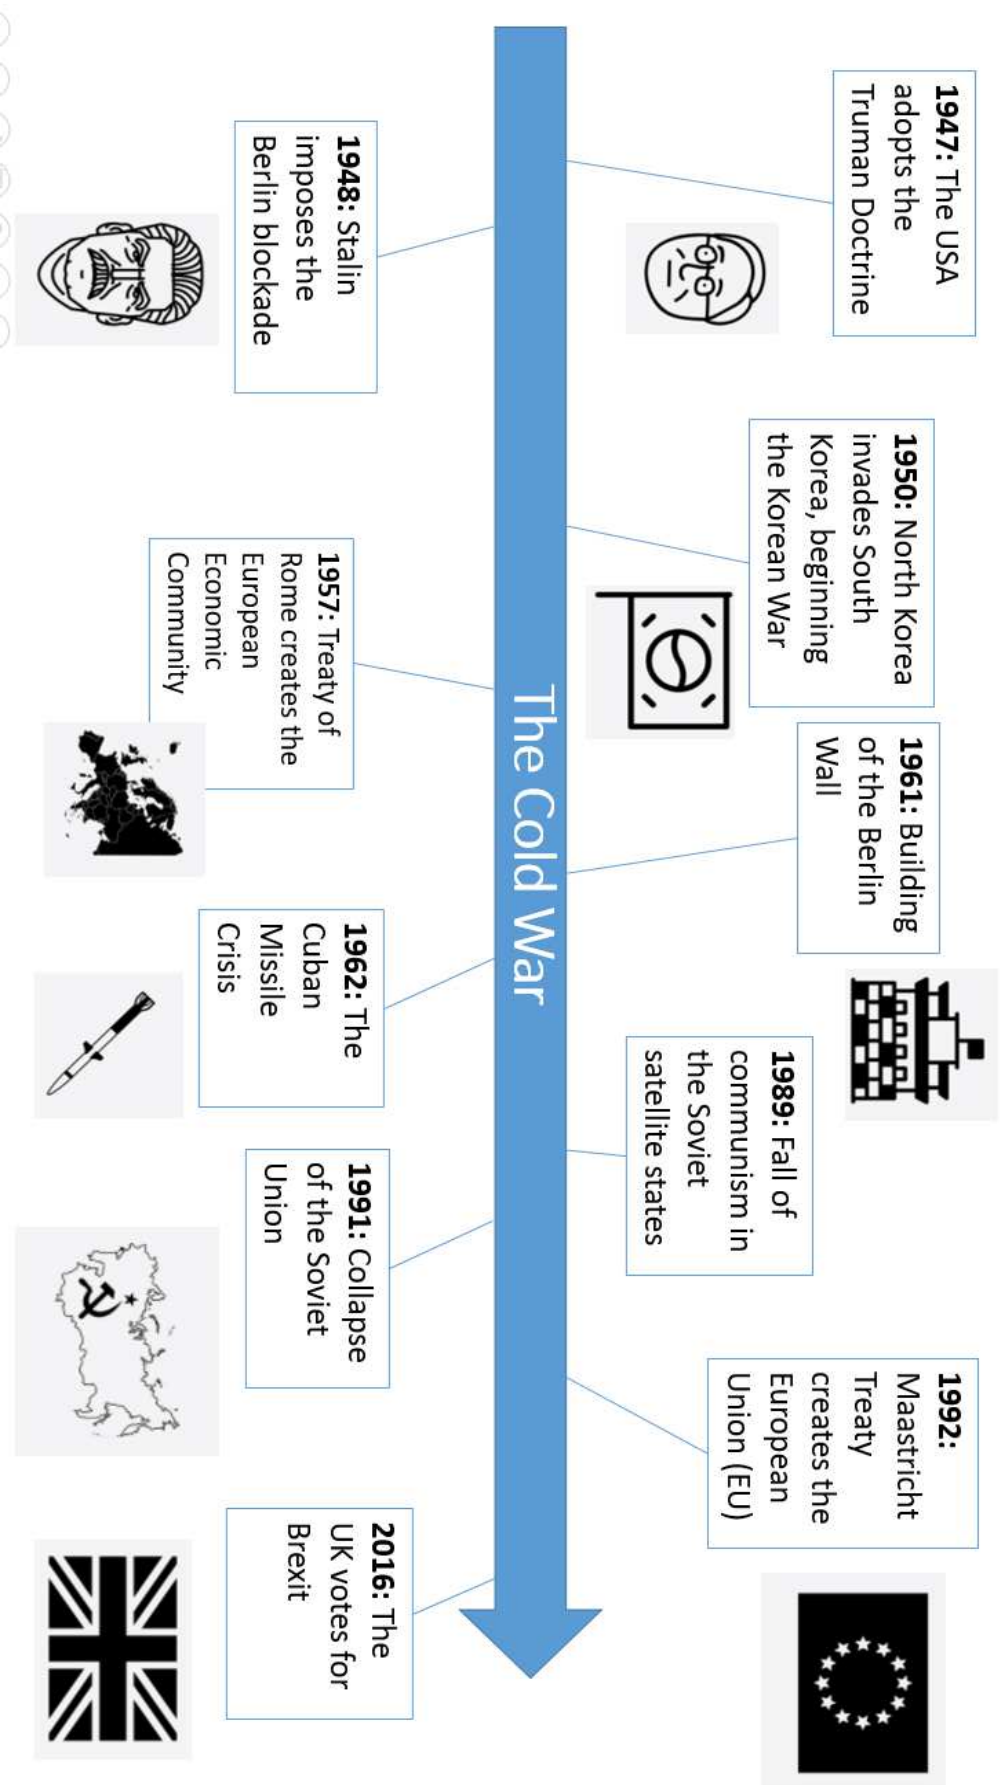 1947: The USA
adopts the
Truman Doctrine
1948: Stalin
imposes the
Berlin blockade
1950: North Korea
invades South
Korea, beginning
the Korean War
1957: Treaty of
Rome creates the
European
Economic
Community
The Cold War
1961: Building
of the Berlin
Wall
1962: The
Cuban
Missile
Crisis
1989: Fall of
communism in
the Soviet
satellite states
1991: Collapse
of the Soviet
Union
1992:
Maastricht
Treaty
creates the
European
Union (EU)
2016: The
UK votes for
Brexit